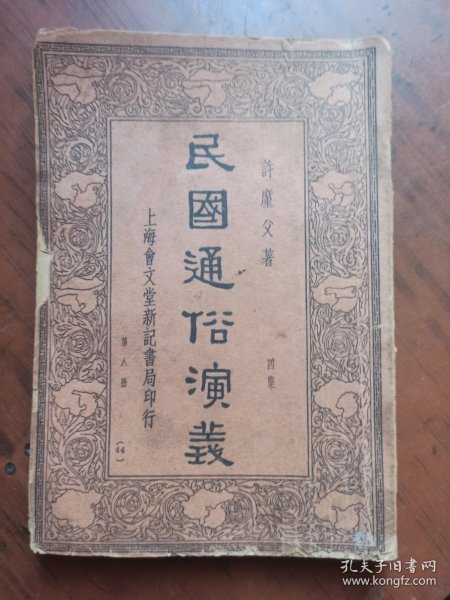 許廑父著
四集
民國通俗演義
上海會文堂新記書局印行
第八册
(44)
孔夫子旧书网
www.kongfz.com